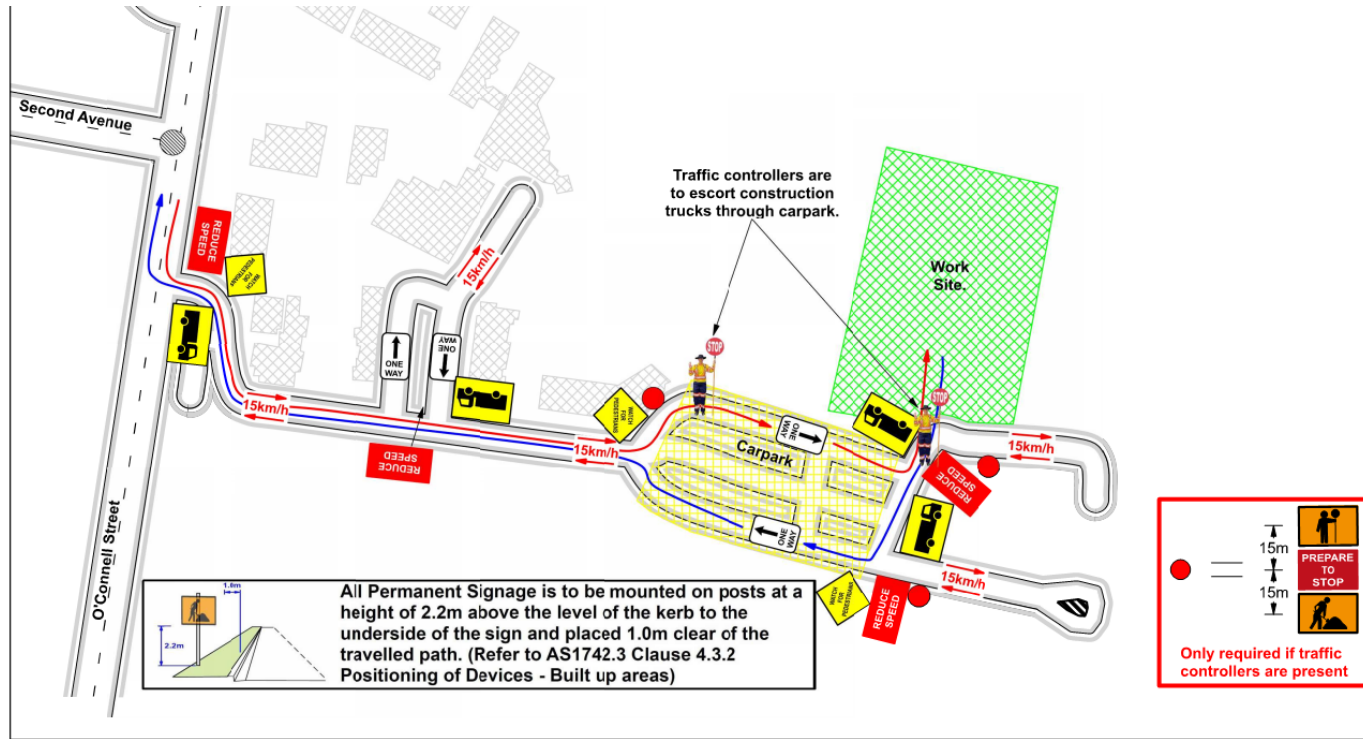 Second Avenue
O'Connell Street
REDUCE
SPEED
WATCH
FOR
PEDESTRIANS
15km/h
ONE
WAY
ONE
WAY
15km/h
REDUCE
SPEED
15km/h
WATCH
FOR
PEDESTRIANS
Traffic controllers are
to escort construction
trucks through carpark.
STOP
Carpark
ONE
WAY
ONE
WAY
Work
Site.
STOP
15km/h
REDUCE
SPEED
15km/h
WATCH
FOR
PEDESTRIANS
REDUCE
SPEED
1.0m
2.2m
All Permanent Signage is to be mounted on posts at a
height of 2.2m above the level of the kerb to the
underside of the sign and placed 1.0m clear of the
travelled path. (Refer to AS1742.3 Clause 4.3.2
Positioning of Devices - Built up areas)
15m
15m
PREPARE
TO
STOP
Only required if traffic
controllers are present